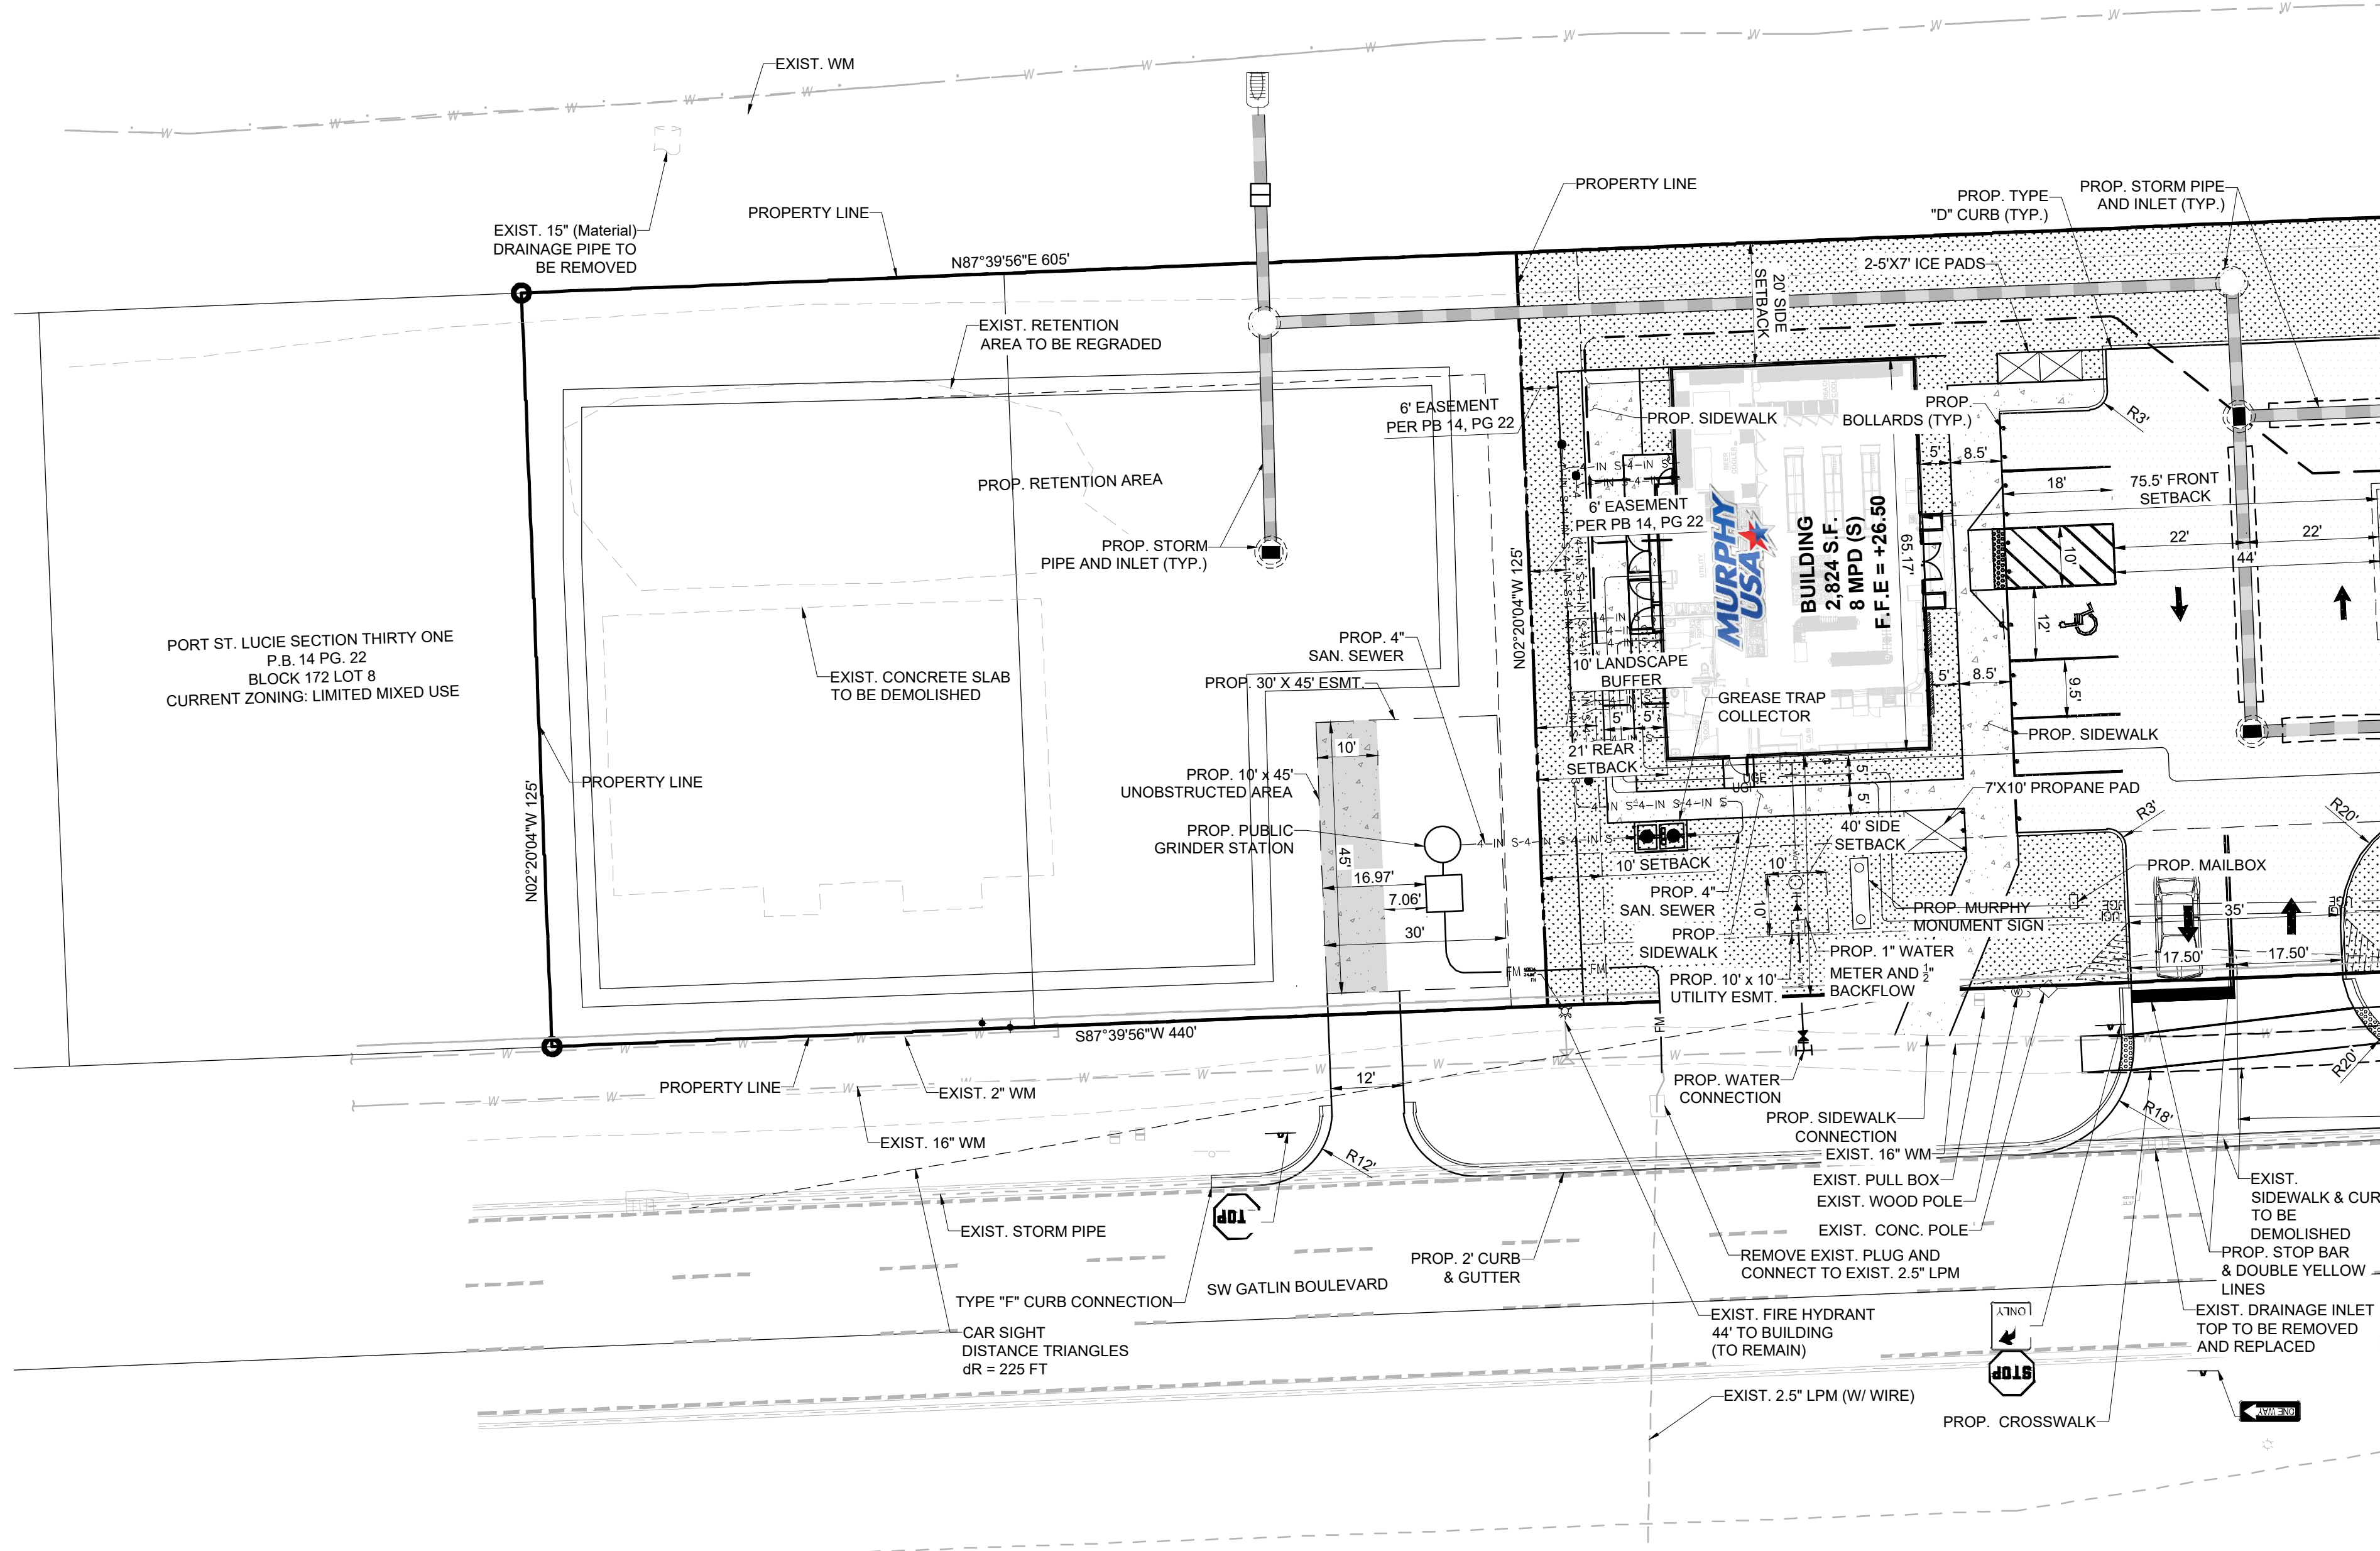 EXIST. WM
PROPERTY LINE
EXIST. 15" (Material)
DRAINAGE PIPE TO
BE REMOVED
N87°39'56"E 605'
PROPERTY LINE
PROP. TYPE
"D" CURB (TYP.)
PROP. STORM PIPE
AND INLET (TYP.)
2-5'X7' ICE PADS
20' SIDE
SETBACK
EXIST. RETENTION
AREA TO BE REGRADED
6' EASEMENT
PER PB 14, PG 22
PROP. SIDEWALK
PROP.
BOLLARDS (TYP.)
R3'
5'
8.5'
18'
75.5' FRONT
SETBACK
PROP. RETENTION AREA
6' EASEMENT
PER PB 14, PG 22
MURPHY
USA
BUILDING
2,824 S.F.
8 MPD (S)
F.F.E = +26.50
65.17'
22'
22'
44'
10'
12'
9.5'
PROP. STORM
PIPE AND INLET (TYP.)
N02°20'04"W 125'
PORT ST. LUCIE SECTION THIRTY ONE
P.B. 14 PG. 22
BLOCK 172 LOT 8
CURRENT ZONING: LIMITED MIXED USE
PROP. 4"
SAN. SEWER
EXIST. CONCRETE SLAB
TO BE DEMOLISHED
PROP. 30' X 45' ESMT.
10' LANDSCAPE
BUFFER
GREASE TRAP
COLLECTOR
5'
8.5'
5'
5'
PROP. SIDEWALK
10'
21' REAR
SETBACK
PROPERTY LINE
N02°20'04"W 125'
PROP. 10' x 45'
UNOBSTRUCTED AREA
UGE
5'
5'
7'X10' PROPANE PAD
R3'
R20'
PROP. PUBLIC
GRINDER STATION
4-IN S-4-IN S
40' SIDE
SETBACK
10' SETBACK
10'
10'
PROP. MAILBOX
45'
16.97'
7.06'
30'
PROP. 4"
SAN. SEWER
PROP
SIDEWALK
PROP. MURPHY
MONUMENT SIGN
35'
PROP. 1" WATER
METER AND ½"
BACKFLOW
17.50'
17.50'
FM
FM
PROP. 10' x 10'
UTILITY ESMT.
S87°39'56"W 440'
FM
PROPERTY LINE
EXIST. 2" WM
12'
PROP. WATER
CONNECTION
R20'
EXIST. 16" WM
PROP. SIDEWALK
CONNECTION
R18'
EXIST. 16" WM
R12'
EXIST. PULL BOX
EXIST. WOOD POLE
EXIST. CONC. POLE
EXIST.
SIDEWALK & CUR
TO BE
DEMOLISHED
STOP
EXIST. STORM PIPE
PROP. 2' CURB
& GUTTER
REMOVE EXIST. PLUG AND
CONNECT TO EXIST. 2.5" LPM
PROP. STOP BAR
& DOUBLE YELLOW
LINES
SW GATLIN BOULEVARD
TYPE "F" CURB CONNECTION
EXIST. FIRE HYDRANT
44' TO BUILDING
(TO REMAIN)
ONLY
STOP
EXIST. DRAINAGE INLET
TOP TO BE REMOVED
AND REPLACED
CAR SIGHT
DISTANCE TRIANGLES
dR = 225 FT
EXIST. 2.5" LPM (W/ WIRE)
PROP. CROSSWALK
ONE WAY